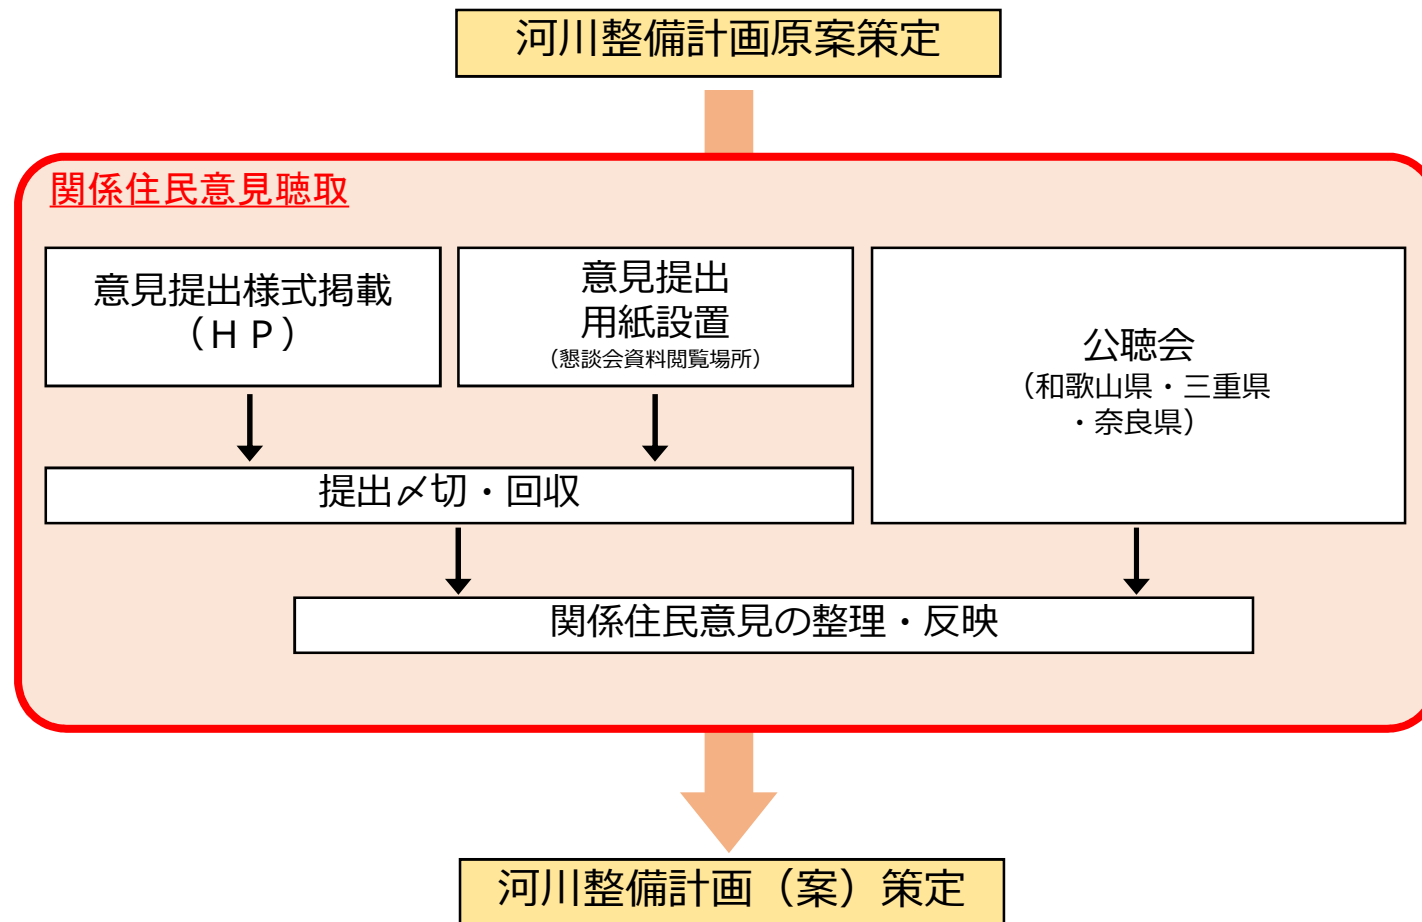 河川整備計画原案策定
関係住民意見聴取
意見提出様式掲載
（ＨＰ）
意見提出
用紙設置
（懇談会資料閲覧場所）
公聴会
（和歌山県・三重県
・奈良県）
提出〆切・回収
関係住民意見の整理・反映
河川整備計画（案）策定